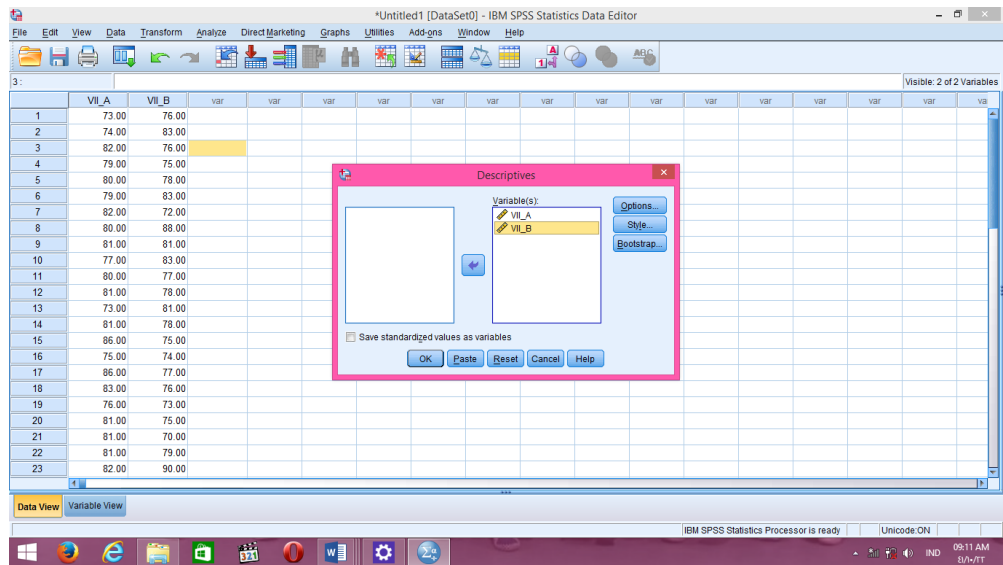 *Untitled1 [DataSet0] - IBM SPSS Statistics Data Editor
File Edit View Data Transform Analyze Direct Marketing Graphs Utilities Add-ons Window Help
3 : Visible: 2 of 2 Variables
VII_A VII_B var var var var var var var var var var var var var var va
1 73.00 76.00
2 74.00 83.00
3 82.00 76.00
4 79.00 75.00
5 80.00 78.00
6 79.00 83.00
7 82.00 72.00
8 80.00 88.00
9 81.00 81.00
10 77.00 83.00
11 80.00 77.00
12 81.00 78.00
13 73.00 81.00
14 81.00 78.00
15 86.00 75.00
16 75.00 74.00
17 86.00 77.00
18 83.00 76.00
19 76.00 73.00
20 81.00 75.00
21 81.00 70.00
22 81.00 79.00
23 82.00 90.00
Descriptives
Variable(s):
VII_A
VII_B
Options...
Style...
Bootstrap...
Save standardized values as variables
OK Paste Reset Cancel Help
Data View Variable View
IBM SPSS Statistics Processor is ready Unicode:ON
IND 09:11 AM